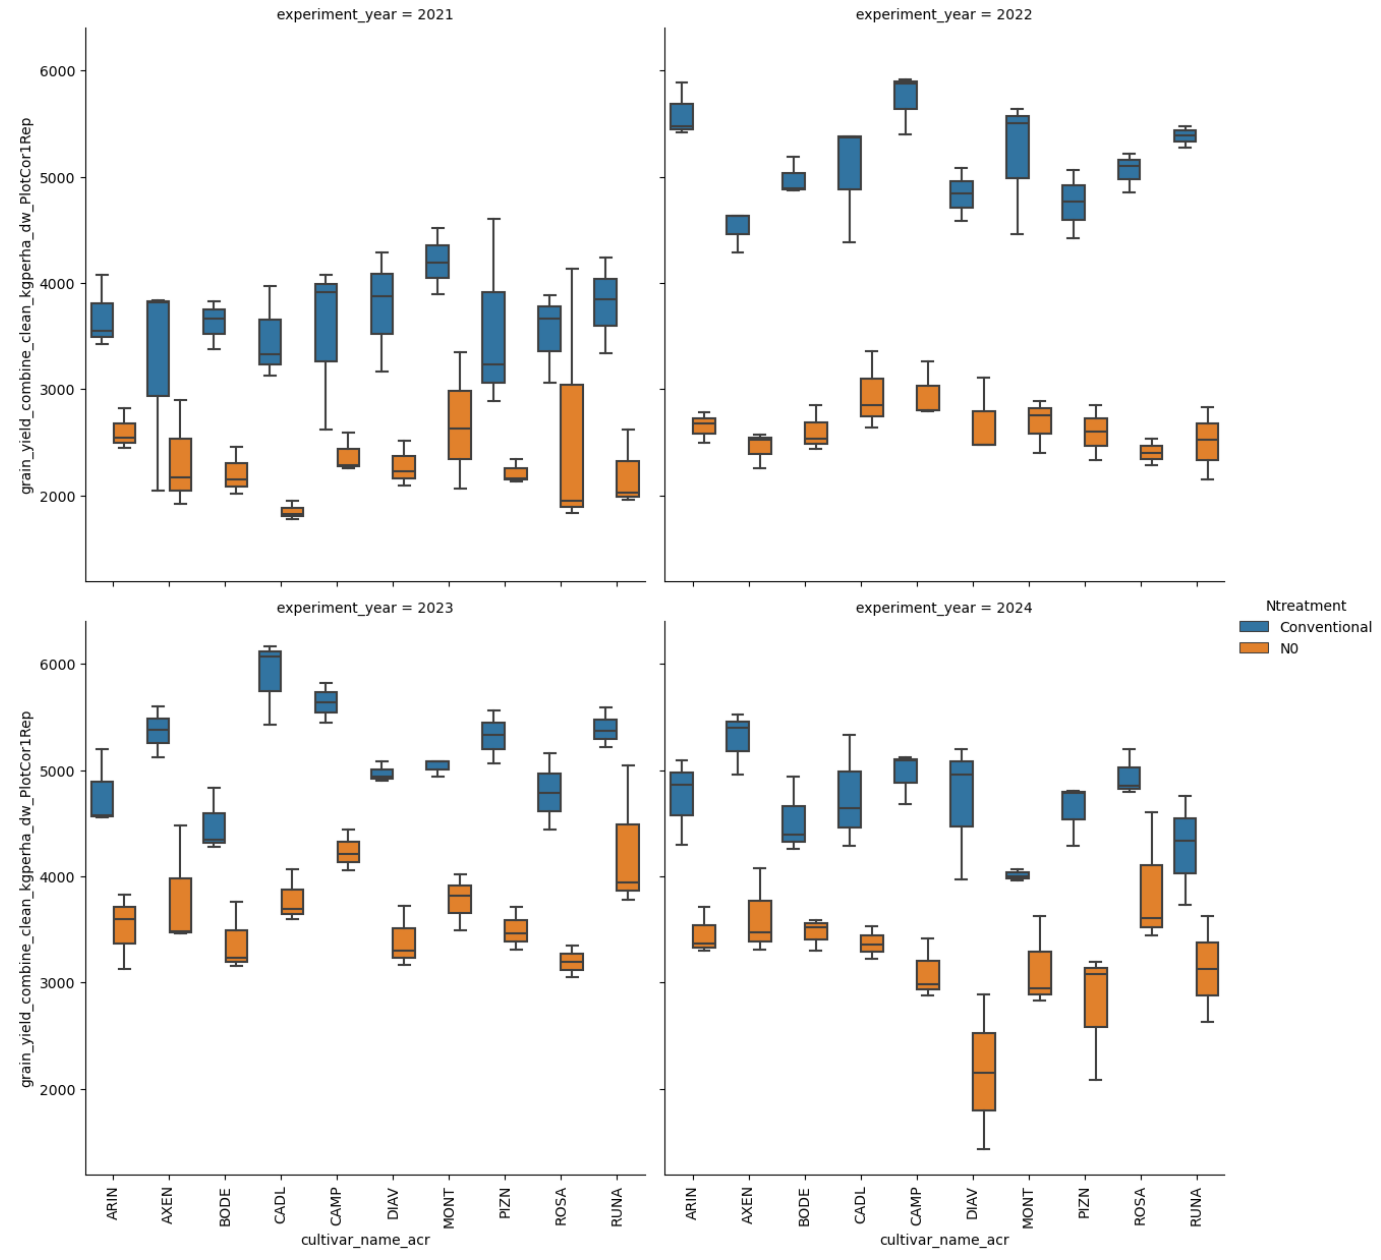 experiment_year = 2021
experiment_year = 2022
grain_yield_combine_clean_kgperha_dw_PlotCor1Rep
6000
5000
4000
3000
2000
experiment_year = 2023
experiment_year = 2024
Ntreatment
Conventional
N0
grain_yield_combine_clean_kgperha_dw_PlotCor1Rep
6000
5000
4000
3000
2000
ARIN
AXEN
BODE
CADL
CAMP
DIAV
MONT
PIZN
ROSA
RUNA
ARIN
AXEN
BODE
CADL
CAMP
DIAV
MONT
PIZN
ROSA
RUNA
cultivar_name_acr
cultivar_name_acr